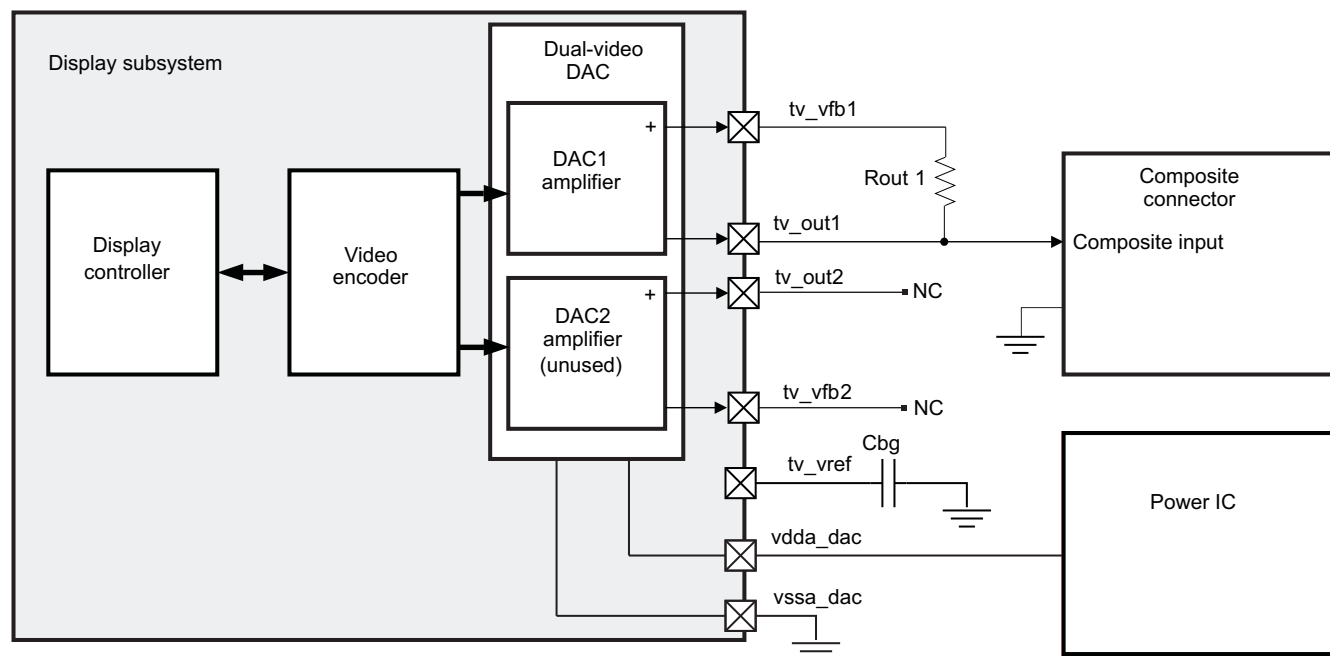 Display subsystem
Dual-video
DAC
tv_vfb1
+
DAC1
amplifier
Rout 1
Composite
connector
Display
controller
Video
encoder
tv_out1
Composite input
tv_out2
NC
+
DAC2
amplifier
(unused)
tv_vfb2
NC
Cbg
tv_vref
Power IC
vdda_dac
vssa_dac